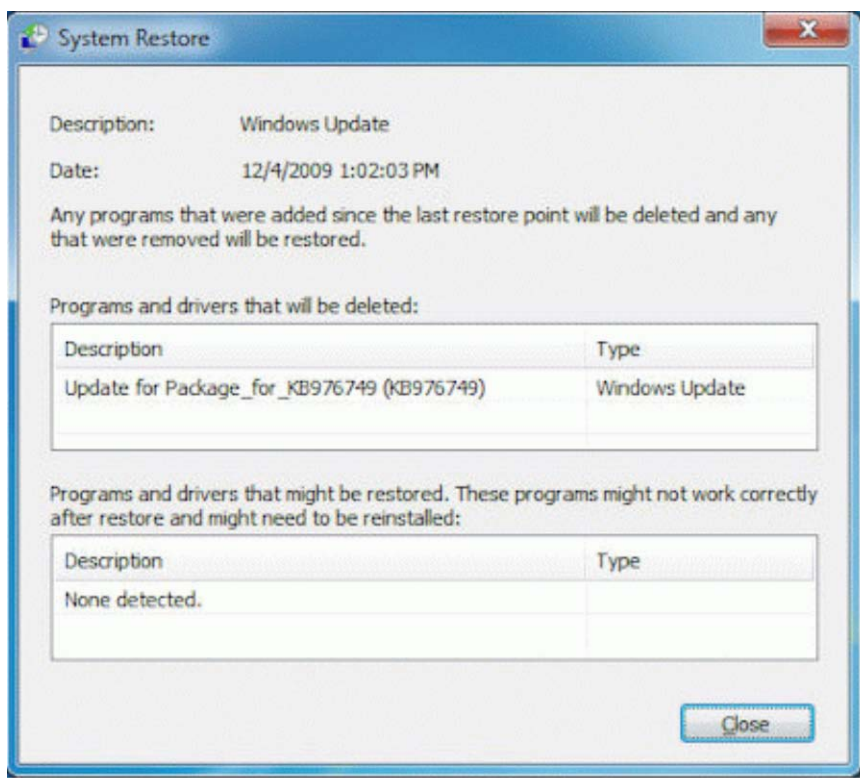 System Restore
Description: Windows Update
Date: 12/4/2009 1:02:03 PM
Any programs that were added since the last restore point will be deleted and any
that were removed will be restored.
Programs and drivers that will be deleted:
Description Type
Update for Package_for_KB976749 (KB976749) Windows Update
Programs and drivers that might be restored. These programs might not work correctly
after restore and might need to be reinstalled:
Description Type
None detected.
Close